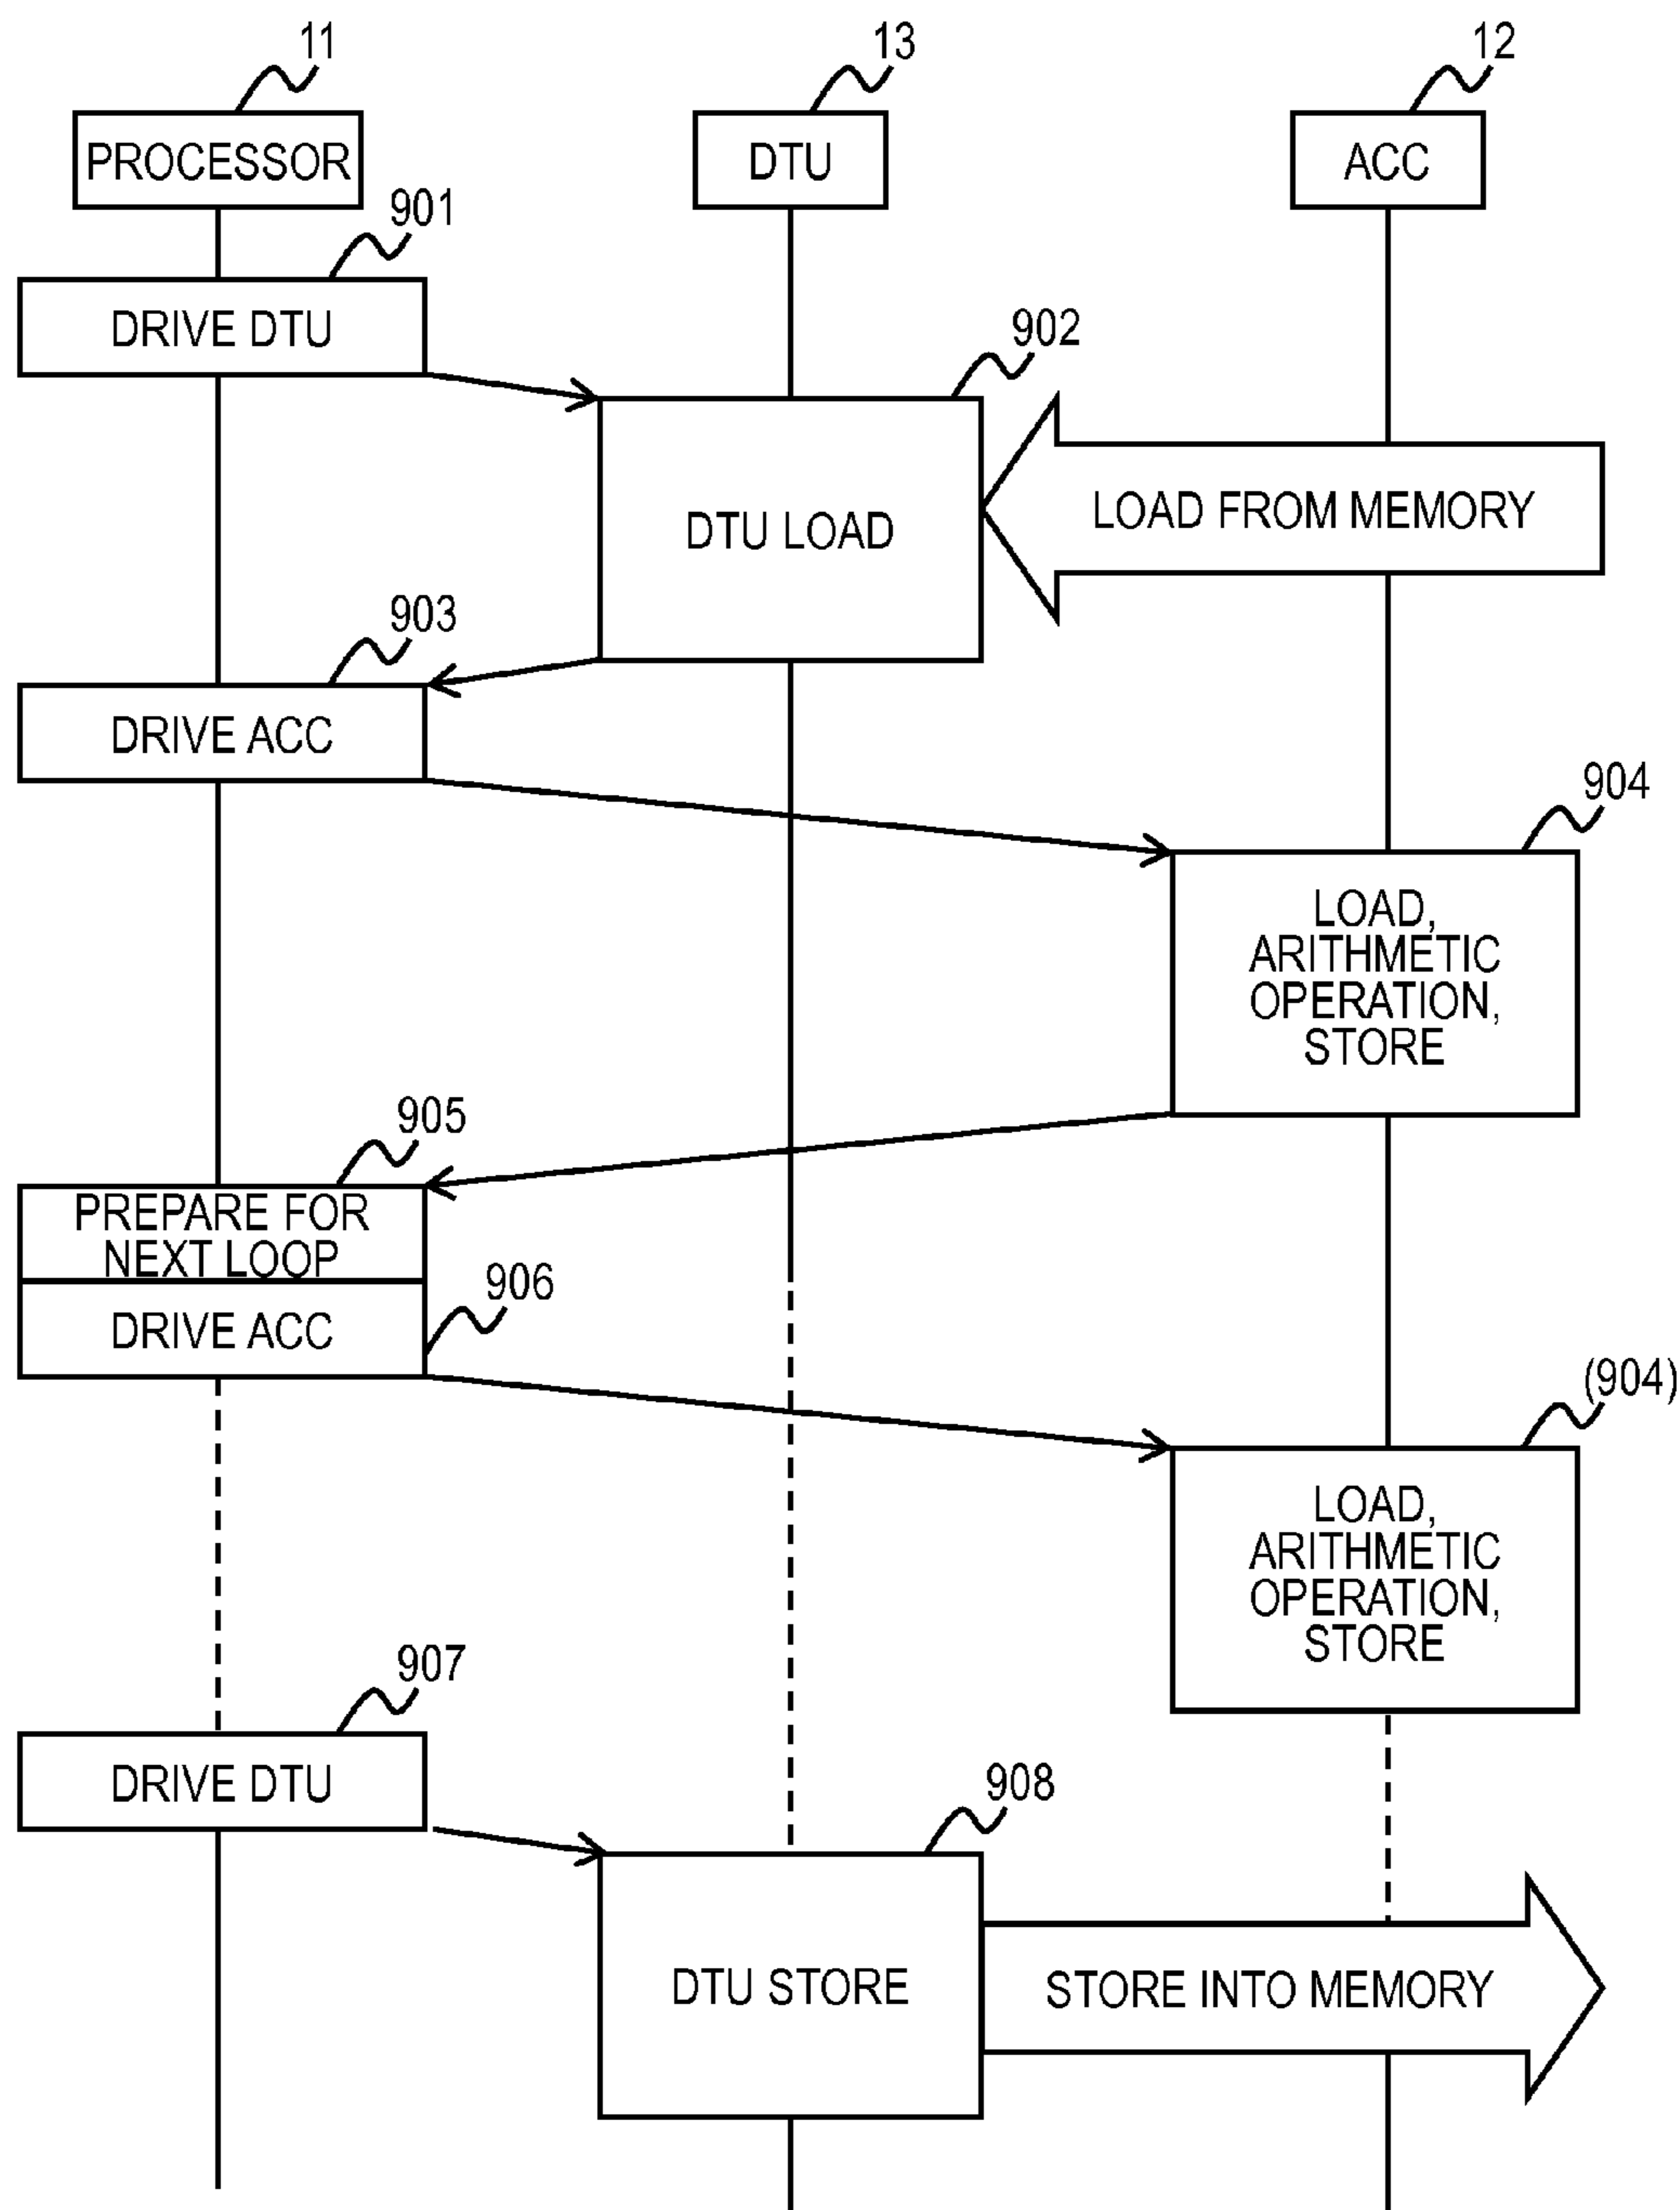 11
13
12
PROCESSOR
DTU
ACC
901
DRIVE DTU
902
DTU LOAD
LOAD FROM MEMORY
903
DRIVE ACC
904
LOAD,
ARITHMETIC
OPERATION,
STORE
905
PREPARE FOR
NEXT LOOP
906
DRIVE ACC
(904)
LOAD,
ARITHMETIC
OPERATION,
STORE
907
DRIVE DTU
908
DTU STORE
STORE INTO MEMORY